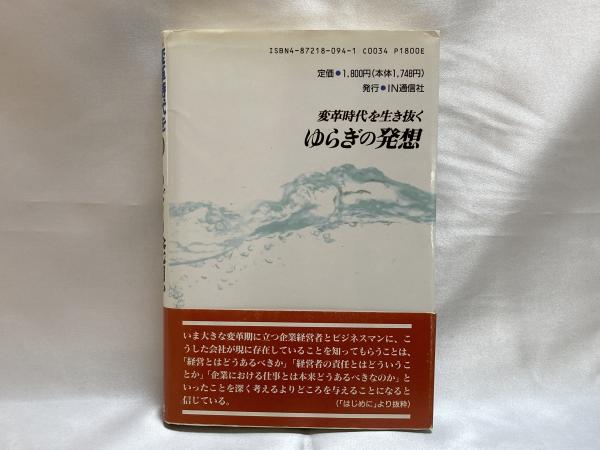 ISBN4-87218-094-1 C0034 P1800E
定価●1,800円(本体1,748円)
発行●IN通信社
変革時代を生き抜く
ゆらぎの発想
いま大きな変革期に立つ企業経営者とビジネスマンに、こ
うした会社が現に存在していることを知ってもらうことは、
「経営とはどうあるべきか」「経営者の責任とはどういうこ
とか」「企業における仕事とは本来どうあるべきなのか」と
いったことを深く考えるよりどころを与えることになると
信じている。
(「はじめに」より抜粋)